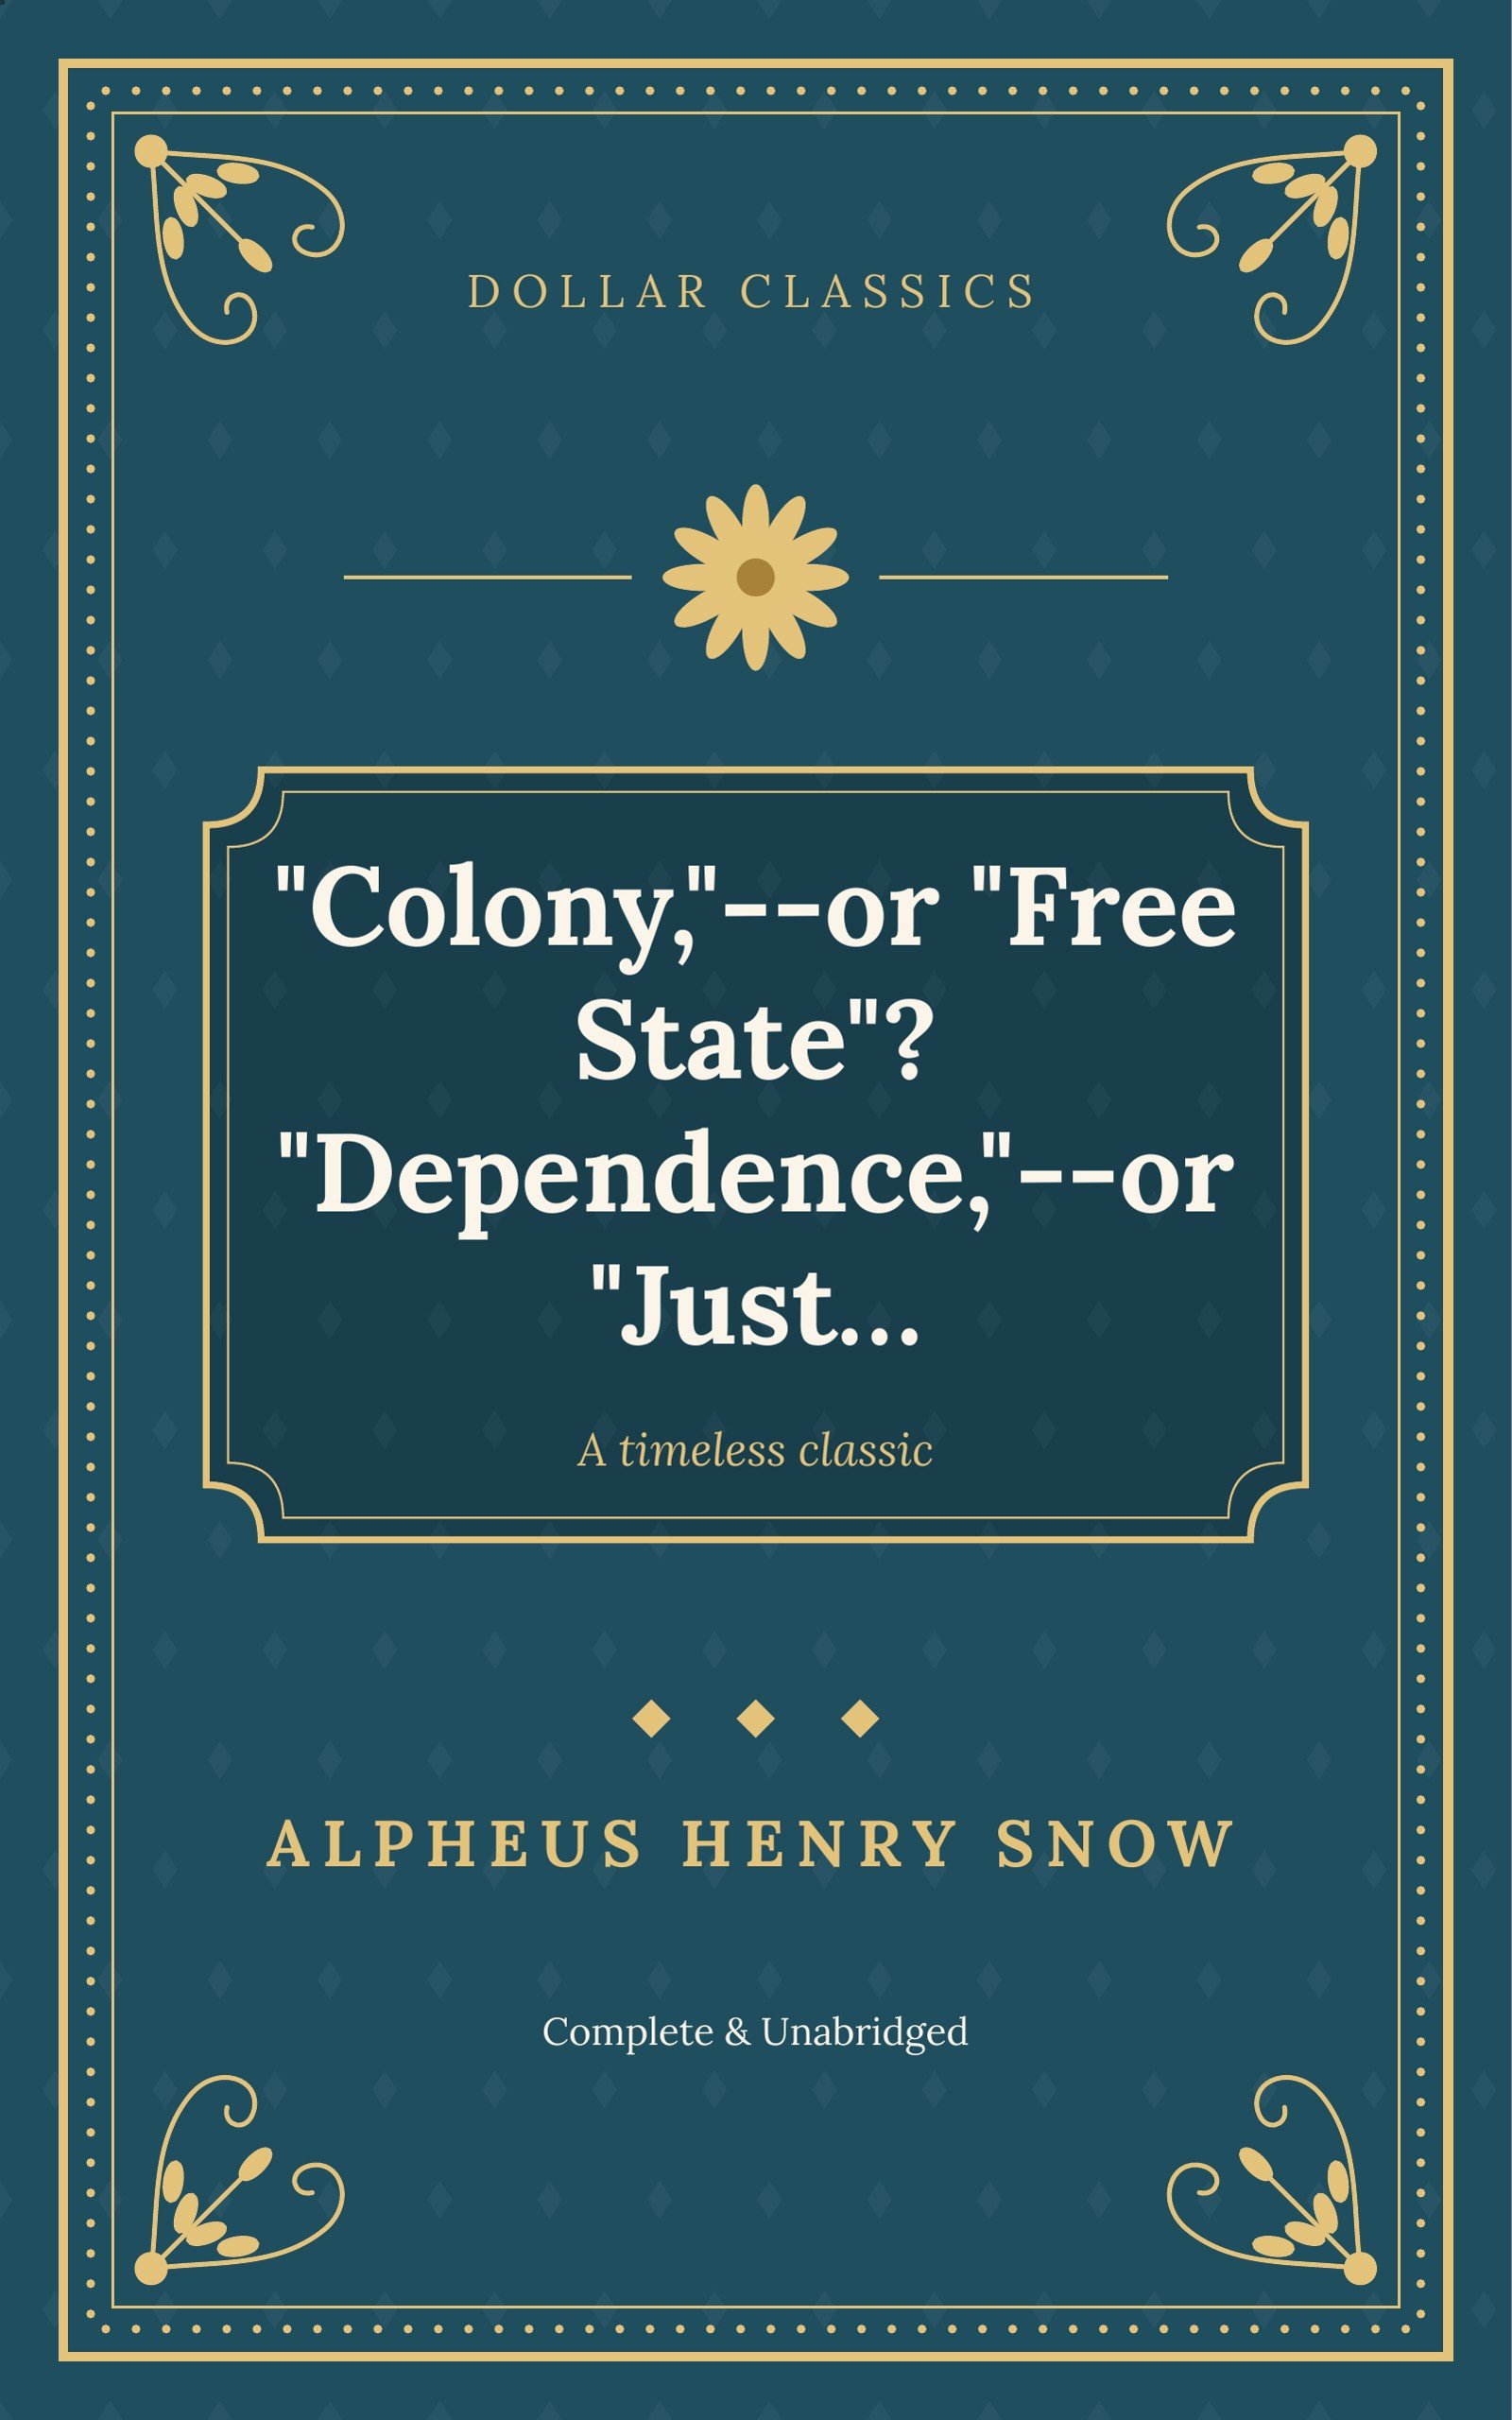 DOLLAR CLASSICS
"Colony,"--or "Free
State"?
"Dependence,"--or
"Just...
A timeless classic
ALPHEUS HENRY SNOW
Complete & Unabridged